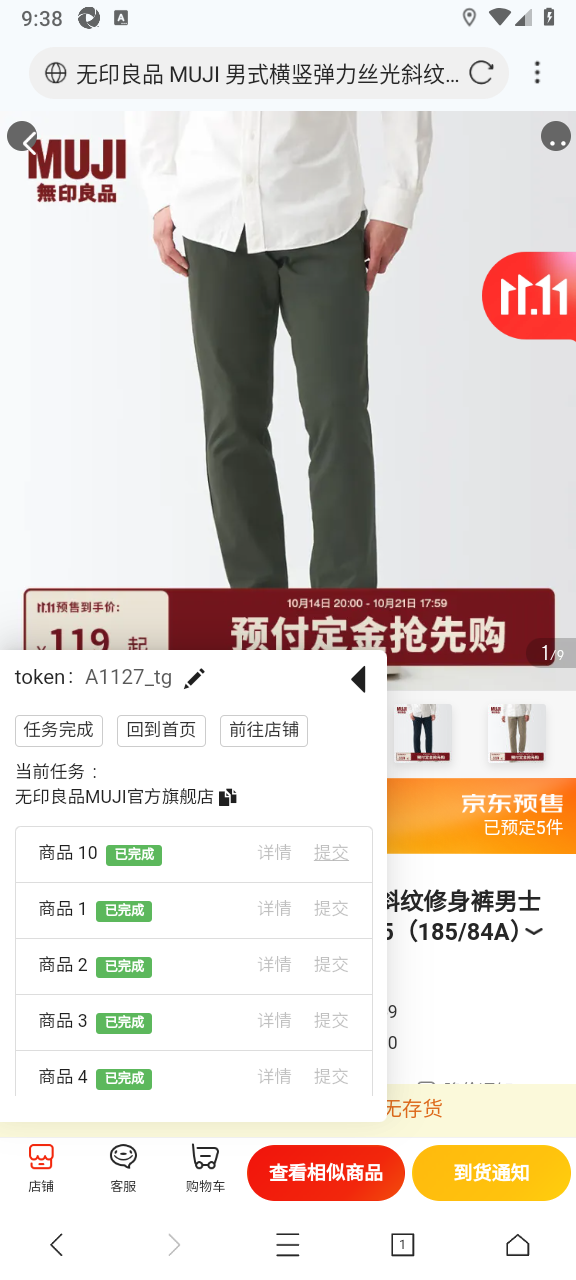 9:38
A
无印良品 MUJI 男式横竖弹力丝光斜纹...
MUJI
無印良品
11.11
11.11预售到手价:
¥119 起
10月14日 20:00 - 10月21日 17:59
预付定金抢先购
1/9
token: A1127_tg
任务完成
回到首页
前往店铺
当前任务 :
无印良品MUJI官方旗舰店
京东预售
已预定5件
商品 10 已完成 详情 提交
商品 1 已完成 详情 提交
商品 2 已完成 详情 提交
商品 3 已完成 详情 提交
商品 4 已完成 详情 提交
斜纹修身裤男士
5（185/84A）
9
0
无存货
店铺
客服
购物车
查看相似商品
到货通知
1